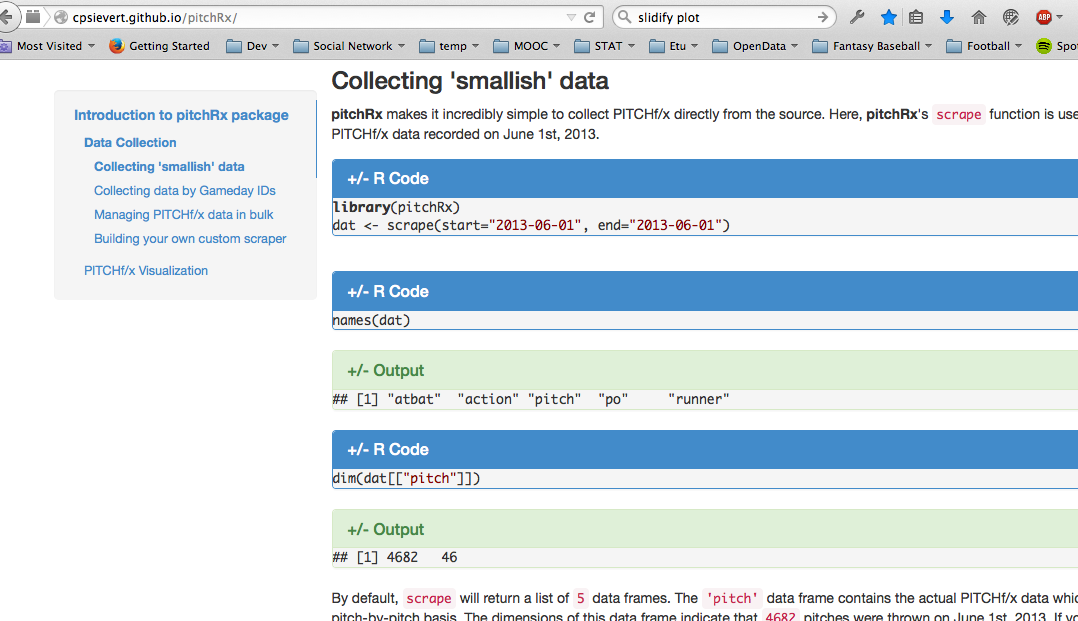 cpsievert.github.io/pitchRx/
slidify plot
ABP
Most Visited Getting Started Dev Social Network temp MOOC STAT Etu OpenData Fantasy Baseball Football
Introduction to pitchRx package
Data Collection
Collecting 'smallish' data
Collecting data by Gameday IDs
Managing PITCHf/x data in bulk
Building your own custom scraper
PITCHf/x Visualization
Collecting 'smallish' data
pitchRx makes it incredibly simple to collect PITCHf/x directly from the source. Here, pitchRx's scrape function is use
PITCHf/x data recorded on June 1st, 2013.
+/- R Code
library(pitchRx)
dat <- scrape(start="2013-06-01", end="2013-06-01")
+/- R Code
names(dat)
+/- Output
## [1] "atbat"  "action" "pitch"  "po"     "runner"
+/- R Code
dim(dat[["pitch"]])
+/- Output
## [1] 4682   46
By default, scrape will return a list of 5 data frames. The 'pitch' data frame contains the actual PITCHf/x data whic
pitch-by-pitch basis. The dimensions of this data frame indicate that 4682 pitches were thrown on June 1st, 2013. If yo